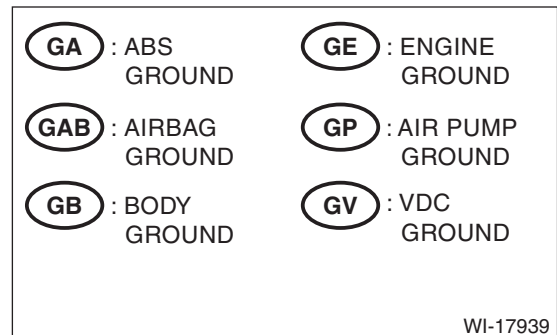 GA : ABS GROUND
GAB : AIRBAG GROUND
GB : BODY GROUND
GE : ENGINE GROUND
GP : AIR PUMP GROUND
GV : VDC GROUND
WI-17939